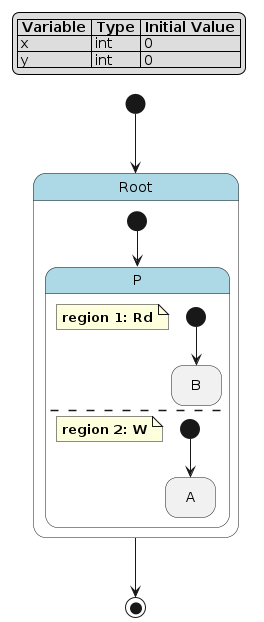 Variable Type Initial Value
x int 0
y int 0
Root
P
region 1: Rd
B
region 2: W
A